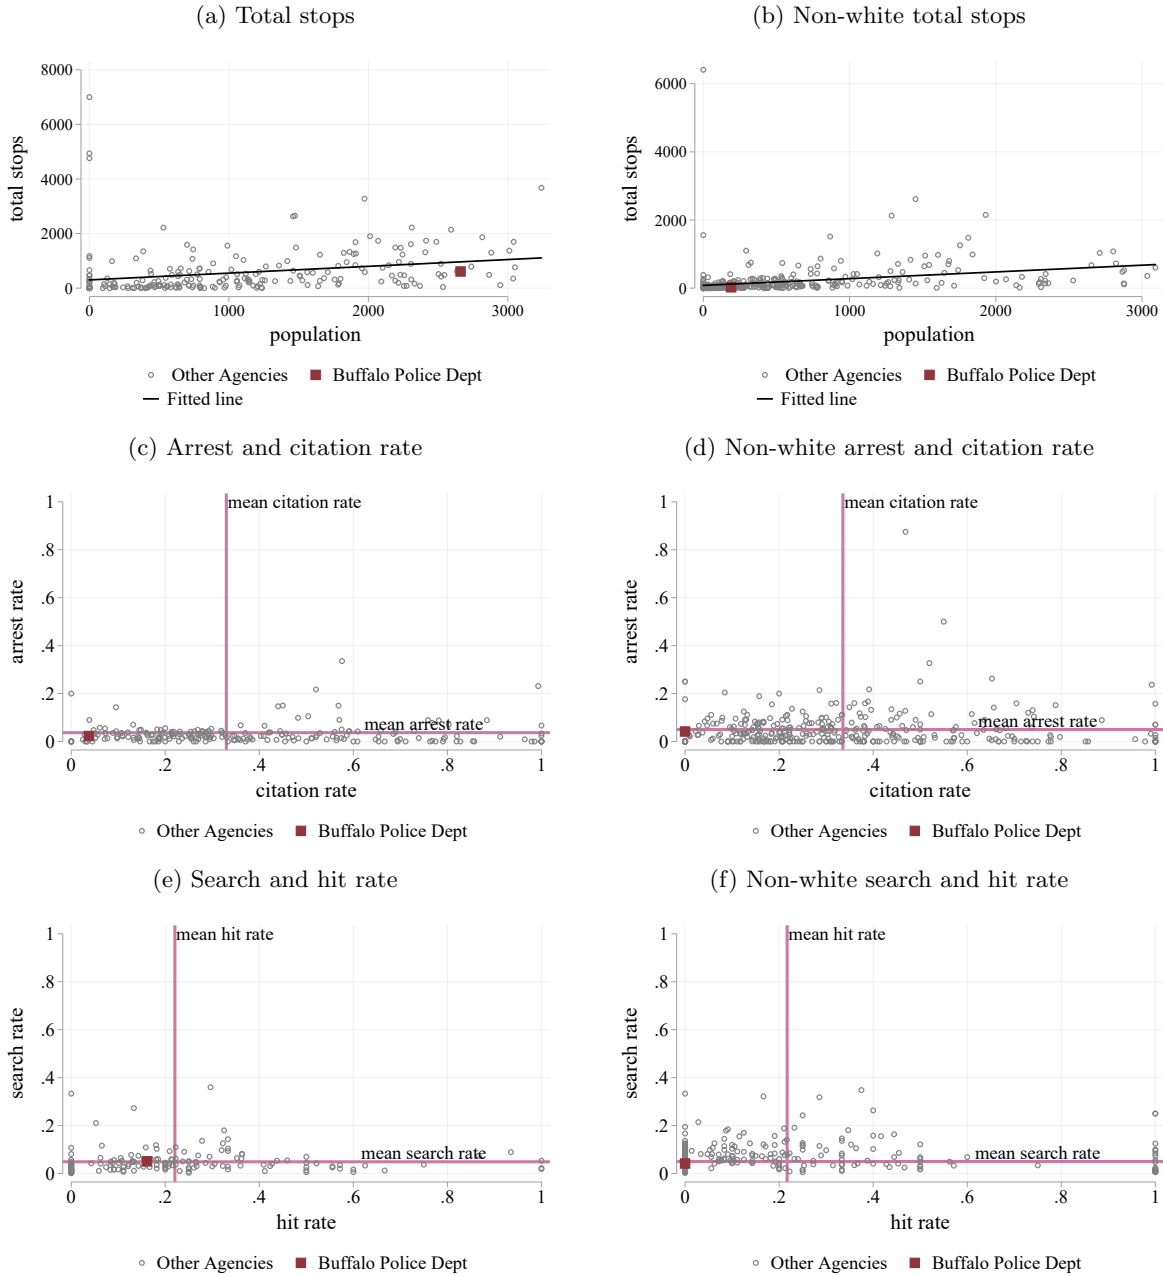 (a) Total stops
(b) Non-white total stops
total stops
8000
6000
4000
2000
0
0 1000 2000 3000
population
Other Agencies Buffalo Police Dept
Fitted line
total stops
6000
4000
2000
0
0 1000 2000 3000
population
Other Agencies Buffalo Police Dept
Fitted line
(c) Arrest and citation rate
(d) Non-white arrest and citation rate
arrest rate
1
.8
.6
.4
.2
0
mean citation rate
mean arrest rate
0 .2 .4 .6 .8 1
citation rate
Other Agencies Buffalo Police Dept
arrest rate
1
.8
.6
.4
.2
0
mean citation rate
mean arrest rate
0 .2 .4 .6 .8 1
citation rate
Other Agencies Buffalo Police Dept
(e) Search and hit rate
(f) Non-white search and hit rate
search rate
1
.8
.6
.4
.2
0
mean hit rate
mean search rate
0 .2 .4 .6 .8 1
hit rate
Other Agencies Buffalo Police Dept
search rate
1
.8
.6
.4
.2
0
mean hit rate
mean search rate
0 .2 .4 .6 .8 1
hit rate
Other Agencies Buffalo Police Dept